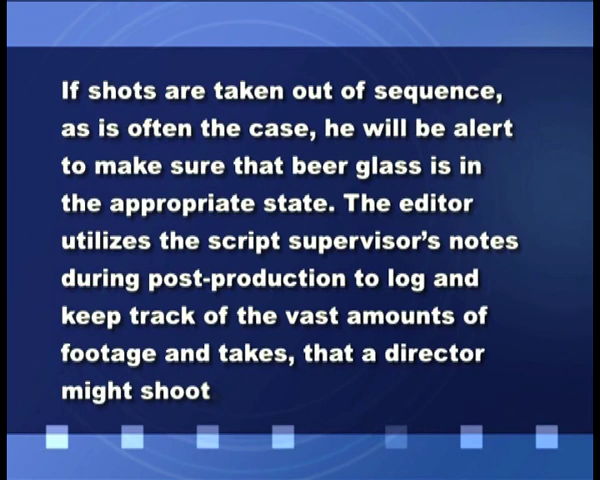 If shots are taken out of sequence,
as is often the case, he will be alert
to make sure that beer glass is in
the appropriate state. The editor
utilizes the script supervisor's notes
during post-production to log and
keep track of the vast amounts of
footage and takes, that a director
might shoot